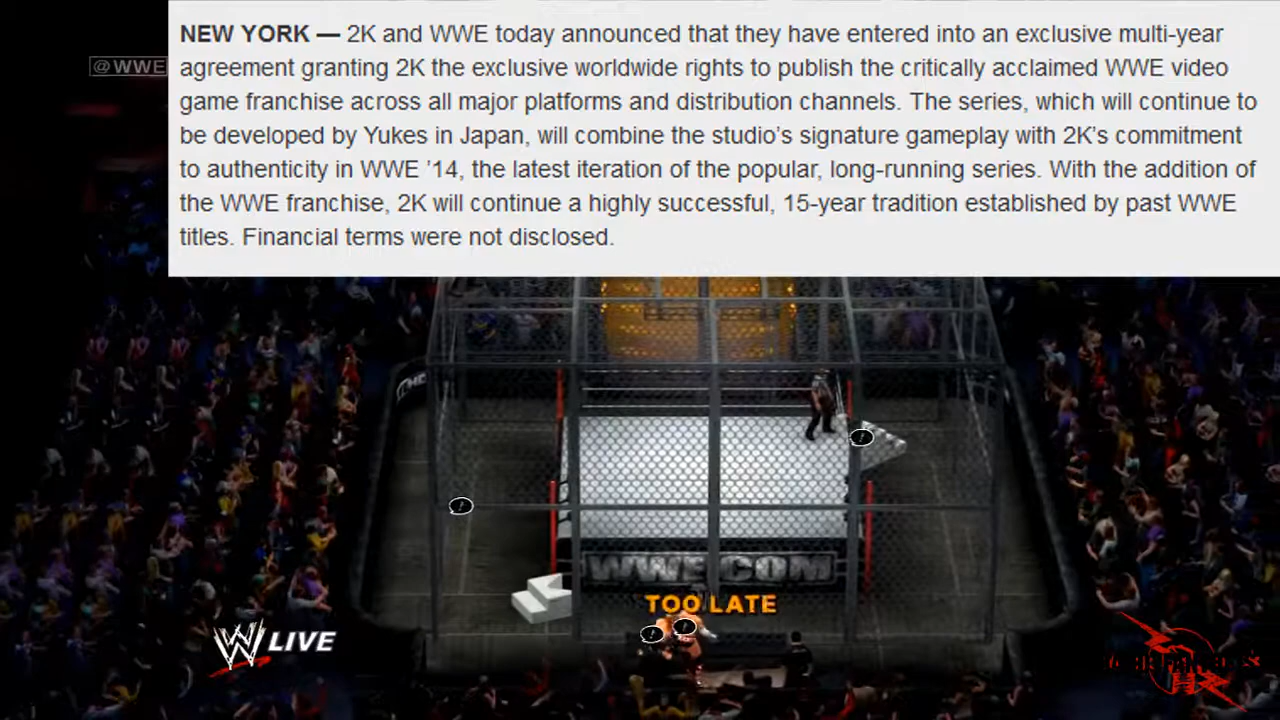 NEW YORK — 2K and WWE today announced that they have entered into an exclusive multi-year
@WWE
agreement granting 2K the exclusive worldwide rights to publish the critically acclaimed WWE video
game franchise across all major platforms and distribution channels. The series, which will continue to
be developed by Yukes in Japan, will combine the studio's signature gameplay with 2K's commitment
to authenticity in WWE '14, the latest iteration of the popular, long-running series. With the addition of
the WWE franchise, 2K will continue a highly successful, 15-year tradition established by past WWE
titles. Financial terms were not disclosed.
WWE.COM
TOO LATE
W LIVE